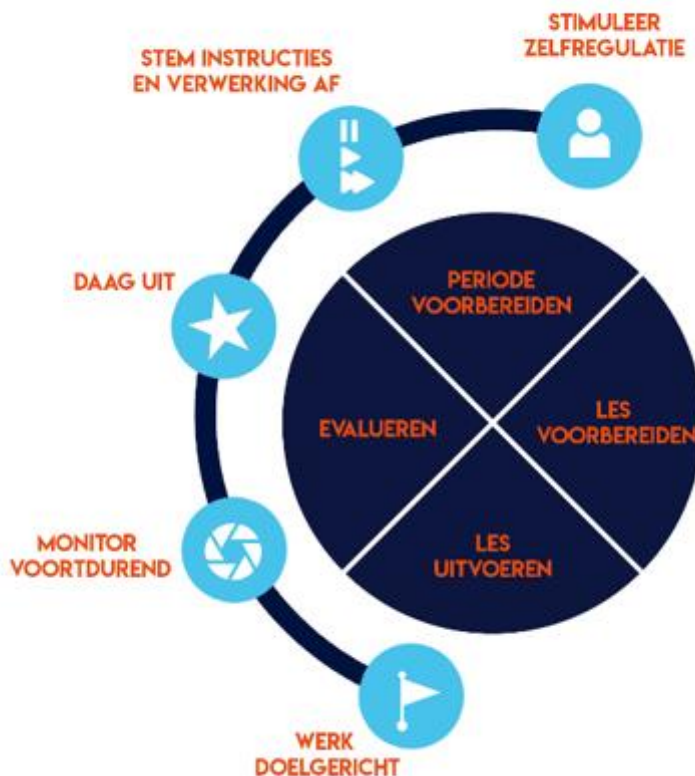 STIMULEER
ZELFREGULATIE
STEM INSTRUCTIES
EN VERWERKING AF
DAAG UIT
MONITOR
VOORTDUREND
WERK
DOELGERICHT
PERIODE
VOORBEREIDEN
LES
VOORBEREIDEN
LES
UITVOEREN
EVALUEREN